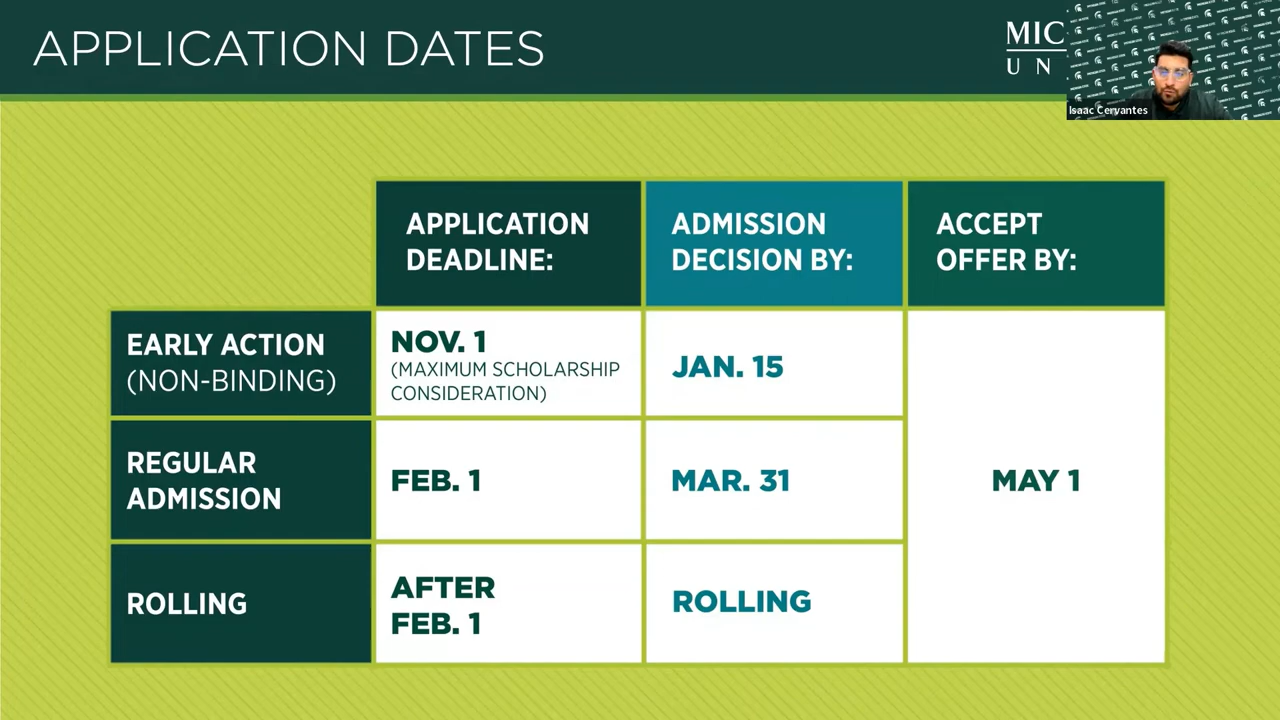 APPLICATION DATES
MIC
UN
Isaac Cervantes
APPLICATION
DEADLINE:
ADMISSION
DECISION BY:
ACCEPT
OFFER BY:
EARLY ACTION
(NON-BINDING)
NOV. 1
(MAXIMUM SCHOLARSHIP
CONSIDERATION)
JAN. 15
REGULAR
ADMISSION
FEB. 1
MAR. 31
MAY 1
ROLLING
AFTER
FEB. 1
ROLLING